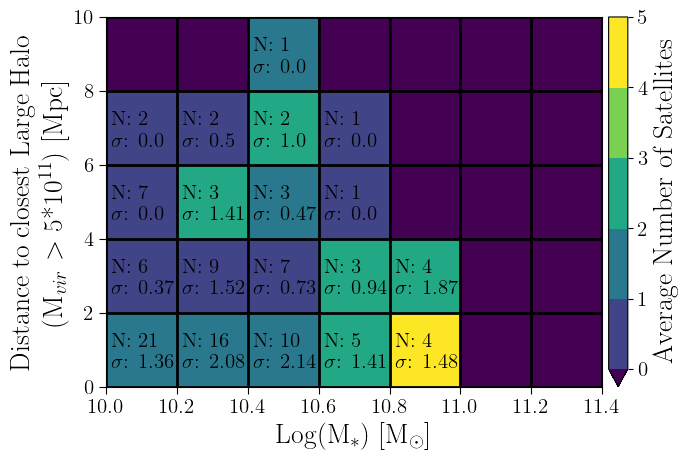 Distance to closest Large Halo
(M_vir > 5*10^11) [Mpc]
10
8
6
4
2
0
N: 1
σ: 0.0
N: 2
σ: 0.0
N: 2
σ: 0.5
N: 2
σ: 1.0
N: 1
σ: 0.0
N: 7
σ: 0.0
N: 3
σ: 1.41
N: 3
σ: 0.47
N: 1
σ: 0.0
N: 6
σ: 0.37
N: 9
σ: 1.52
N: 7
σ: 0.73
N: 3
σ: 0.94
N: 4
σ: 1.87
N: 21
σ: 1.36
N: 16
σ: 2.08
N: 10
σ: 2.14
N: 5
σ: 1.41
N: 4
σ: 1.48
10.0 10.2 10.4 10.6 10.8 11.0 11.2 11.4
Log(M_*) [M_⊙]
5
4
3
2
1
0
Average Number of Satellites